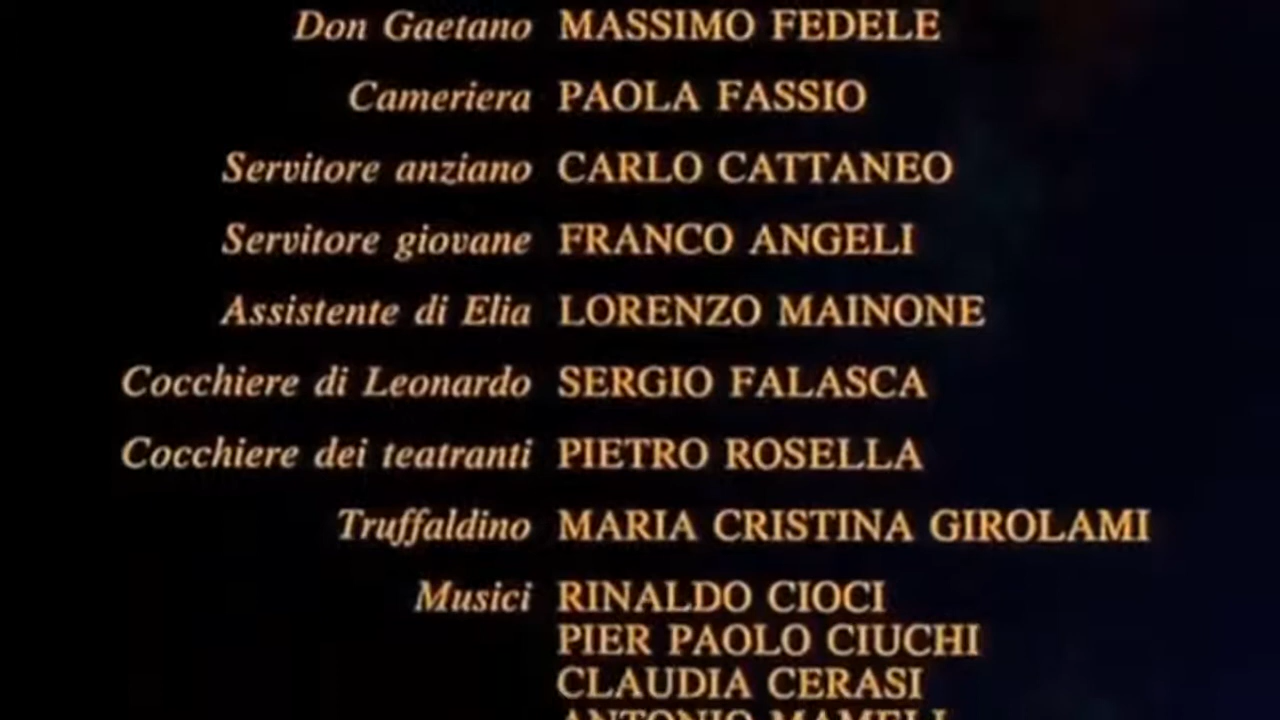 Don Gaetano MASSIMO FEDELE
Cameriera PAOLA FASSIO
Servitore anziano CARLO CATTANEO
Servitore giovane FRANCO ANGELI
Assistente di Elia LORENZO MAINONE
Cocchiere di Leonardo SERGIO FALASCA
Cocchiere dei teatranti PIETRO ROSELLA
Truffaldino MARIA CRISTINA GIROLAMI
Musici RINALDO CIOCI
PIER PAOLO CIUCHI
CLAUDIA CERASI
ANTONIO MAMELI